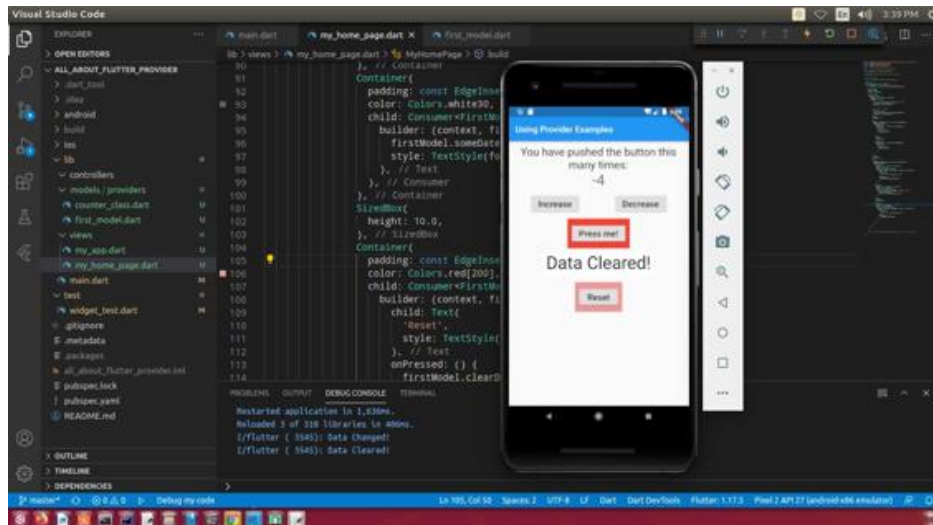 Visual Studio Code
En
3:39 PM
EXPLORER
main.dart
my_home_page.dart
first_model.dart
lib > views > my_home_page.dart > MyHomePage > build
OPEN EDITORS
ALL_ABOUT_FLUTTER_PROVIDER
.dart_tool
.idea
android
build
ios
lib
controllers
models / providers
counter_class.dart U
first_model.dart U
views
my_app.dart U
my_home_page.dart U
main.dart M
test
widget_test.dart M
.gitignore
.metadata
.packages
all_about_flutter_provider.iml
pubspec.lock
pubspec.yaml
README.md
OUTLINE
TIMELINE
DEPENDENCIES
90 ), // Container
91 Container(
92 padding: const EdgeInse
93 color: Colors.white30,
94 child: Consumer<FirstMo
95 builder: (context, fi
96 firstModel.someDate
97 style: TextStyle(fo
98 ), // Text
99 ), // Consumer
100 ), // Container
101 SizedBox(
102 height: 10.0,
103 ), // SizedBox
104 Container(
105 padding: const EdgeInse
106 color: Colors.red[200],
107 child: Consumer<FirstMo
108 builder: (context, fi
109 child: Text(
110 'Reset',
111 style: TextStyle(
112 ), // Text
113 onPressed: () {
114 firstModel.clearD
PROBLEMS OUTPUT DEBUG CONSOLE TERMINAL
Restarted application in 1,636ms.
Reloaded 3 of 510 libraries in 406ms.
I/flutter ( 3545): Data Changed!
I/flutter ( 3545): Data Cleared!
Using Provider Examples
You have pushed the button this
many times:
-4
Increase Decrease
Press me!
Data Cleared!
Reset
master* 0 0 Debug my code
Ln 105, Col 50 Spaces: 2 UTF-8 LF Dart Dart DevTools Flutter: 1.17.5 Pixel 2 API 27 (android-x86 emulator)